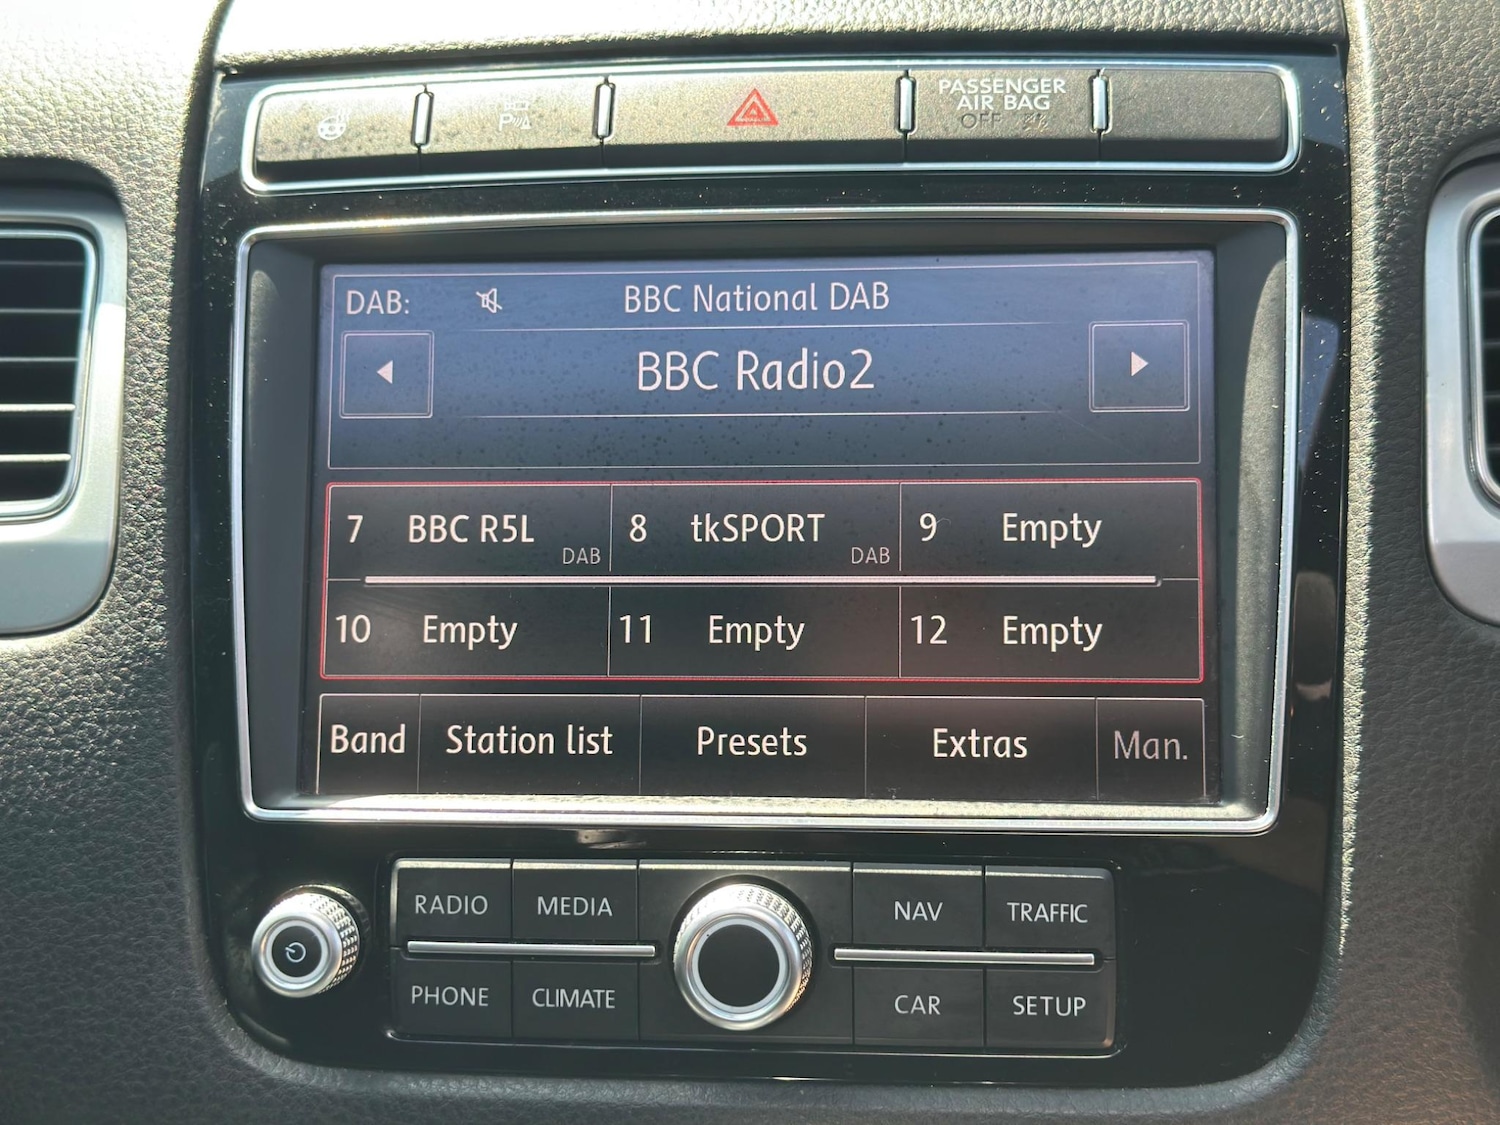 PASSENGER
AIR BAG
OFF
DAB:
BBC National DAB
BBC Radio2
7 BBC R5L DAB
8 tkSPORT DAB
9 Empty
10 Empty
11 Empty
12 Empty
Band Station list Presets Extras Man.
RADIO MEDIA NAV TRAFFIC
PHONE CLIMATE CAR SETUP